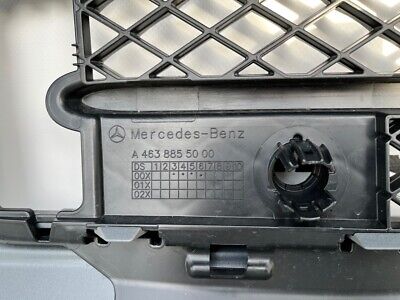 Mercedes-Benz
A 463 885 50 00
DS 1 2 3 4 5 6 7 8 9 10
00X
01X
02X